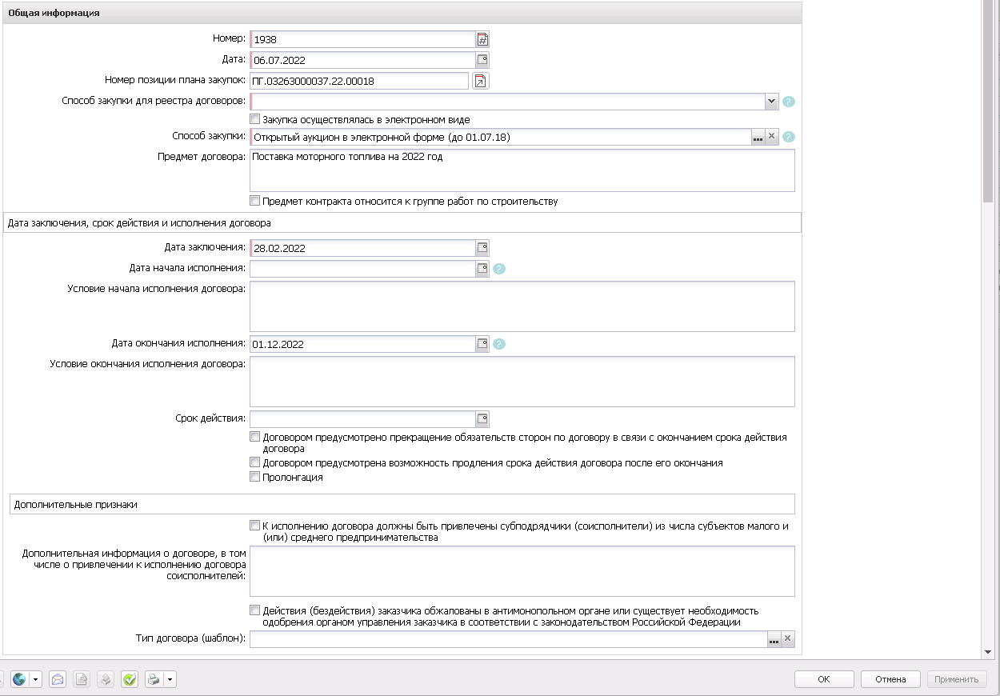 Общая информация
Номер: 1938
Дата: 06.07.2022
Номер позиции плана закупок: ПГ.03263000037.22.00018
Способ закупки для реестра договоров:
Закупка осуществлялась в электронном виде
Способ закупки: Открытый аукцион в электронной форме (до 01.07.18)
Предмет договора: Поставка моторного топлива на 2022 год
Предмет контракта относится к группе работ по строительству
Дата заключения, срок действия и исполнения договора
Дата заключения: 28.02.2022
Дата начала исполнения:
Условие начала исполнения договора:
Дата окончания исполнения: 01.12.2022
Условие окончания исполнения договора:
Срок действия:
Договором предусмотрено прекращение обязательств сторон по договору в связи с окончанием срока действия
договора
Договором предусмотрена возможность продления срока действия договора после его окончания
Пролонгация
Дополнительные признаки
К исполнению договора должны быть привлечены субподрядчики (соисполнители) из числа субъектов малого и
(или) среднего предпринимательства
Дополнительная информация о договоре, в том
числе о привлечении к исполнению договора
соисполнителей:
Действия (бездействия) заказчика обжалованы в антимонопольном органе или существует необходимость
одобрения органом управления заказчика в соответствии с законодательством Российской Федерации
Тип договора (шаблон):
ОК Отмена Применить